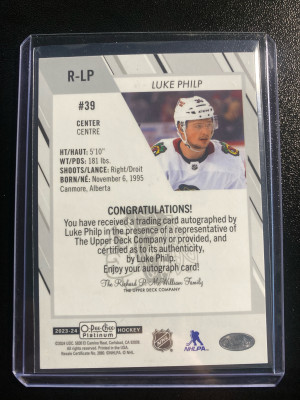 R-LP
LUKE PHILP
#39
CENTER
CENTRE
HT/HAUT: 5'10"
WT/PDS: 181 lbs.
SHOOTS/LANCE: Right/Droit
BORN/NÉ: November 6, 1995
Canmore, Alberta
CONGRATULATIONS!
You have received a trading card autographed by
Luke Philp in the presence of a representative of
The Upper Deck Company or provided, and
certified as to its authenticity,
by Luke Philp.
Enjoy your autograph card!
The Richard P. McWilliam Family
THE UPPER DECK COMPANY
2023-24 O-Pee-Chee Platinum HOCKEY
NHL
NHLPA